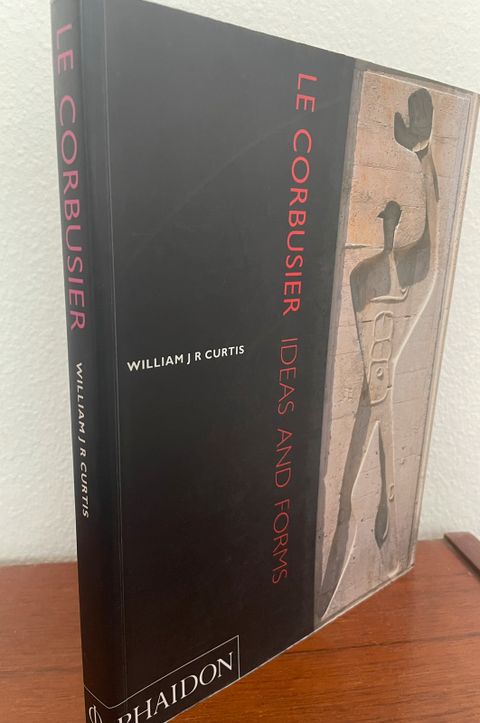 LE CORBUSIER
WILLIAM J R CURTIS
WILLIAM J R CURTIS
LE CORBUSIER IDEAS AND FORMS
PHAIDON